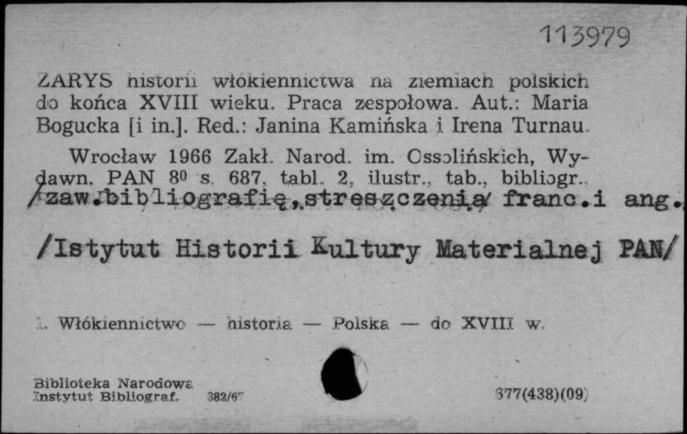 113979
ZARYS historii włókiennictwa na ziemiach polskich
do końca XVIII wieku. Praca zespołowa. Aut.: Maria
Bogucka [i in.]. Red.: Janina Kamińska i Irena Turnau.
Wrocław 1966 Zakł. Narod. im. Ossolińskich, Wy-
dawn. PAN 8⁰ s. 687, tabl. 2, ilustr., tab., bibliogr.
/zaw.bibliografię,streszczenia/ franc.i ang.
/Istytut Historii Kultury Materialnej PAN/
1. Włókiennictwo — historia — Polska — do XVIII w.
Biblioteka Narodowa
Instytut Bibliograf. 382/67 677(438)(09)